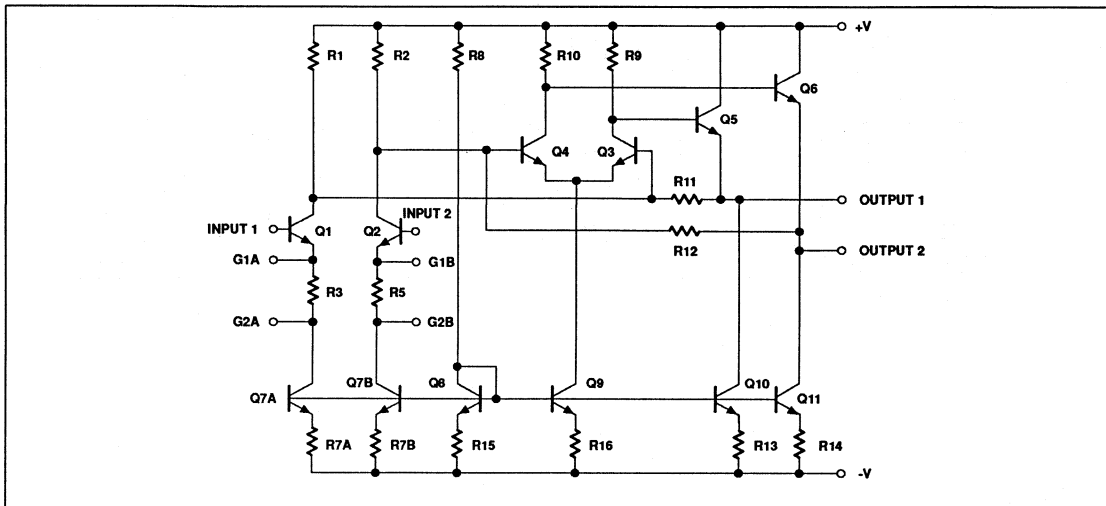 +V
R1 R2 R8 R10 R9
Q6
Q5
Q4 Q3
R11
OUTPUT 1
INPUT 1 Q1 Q2 INPUT 2
R12
OUTPUT 2
G1A G1B
R3 R5
G2A G2B
Q7A Q7B Q8 Q9 Q10 Q11
R7A R7B R15 R16 R13 R14
-V